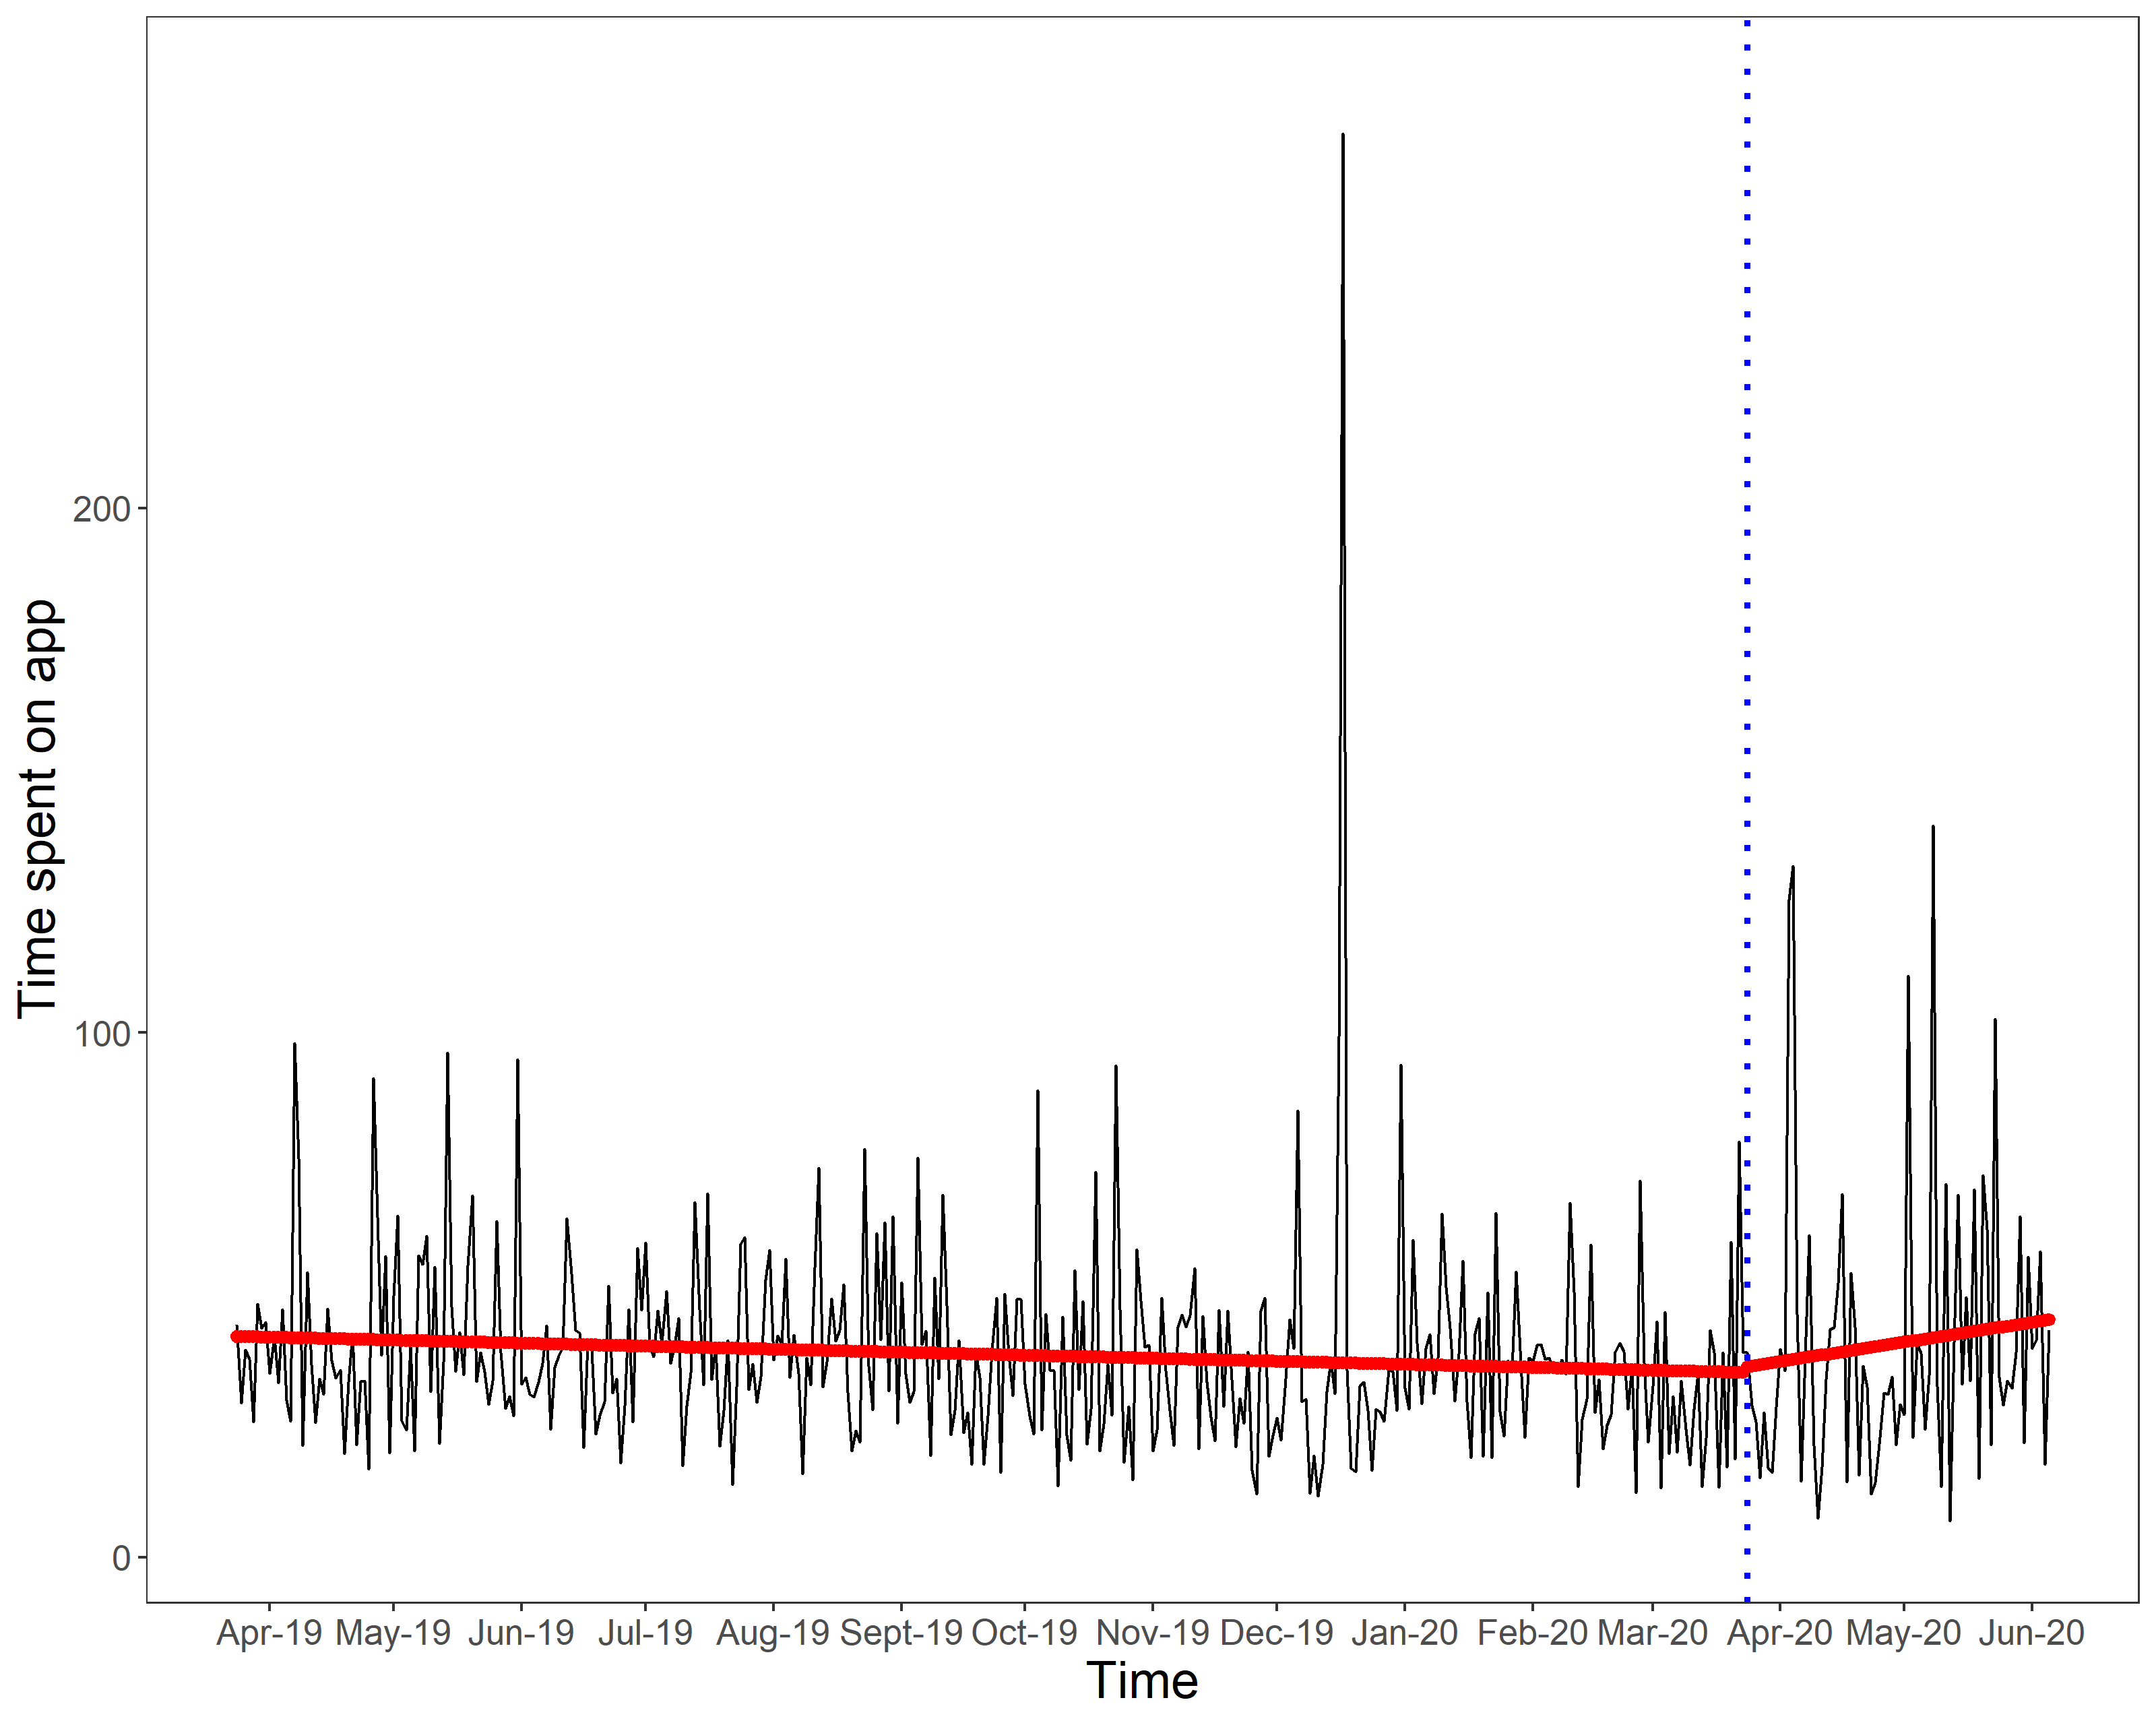 Time spent on app
200
100
0
Apr-19 May-19 Jun-19 Jul-19 Aug-19 Sept-19 Oct-19 Nov-19 Dec-19 Jan-20 Feb-20 Mar-20 Apr-20 May-20 Jun-20
Time